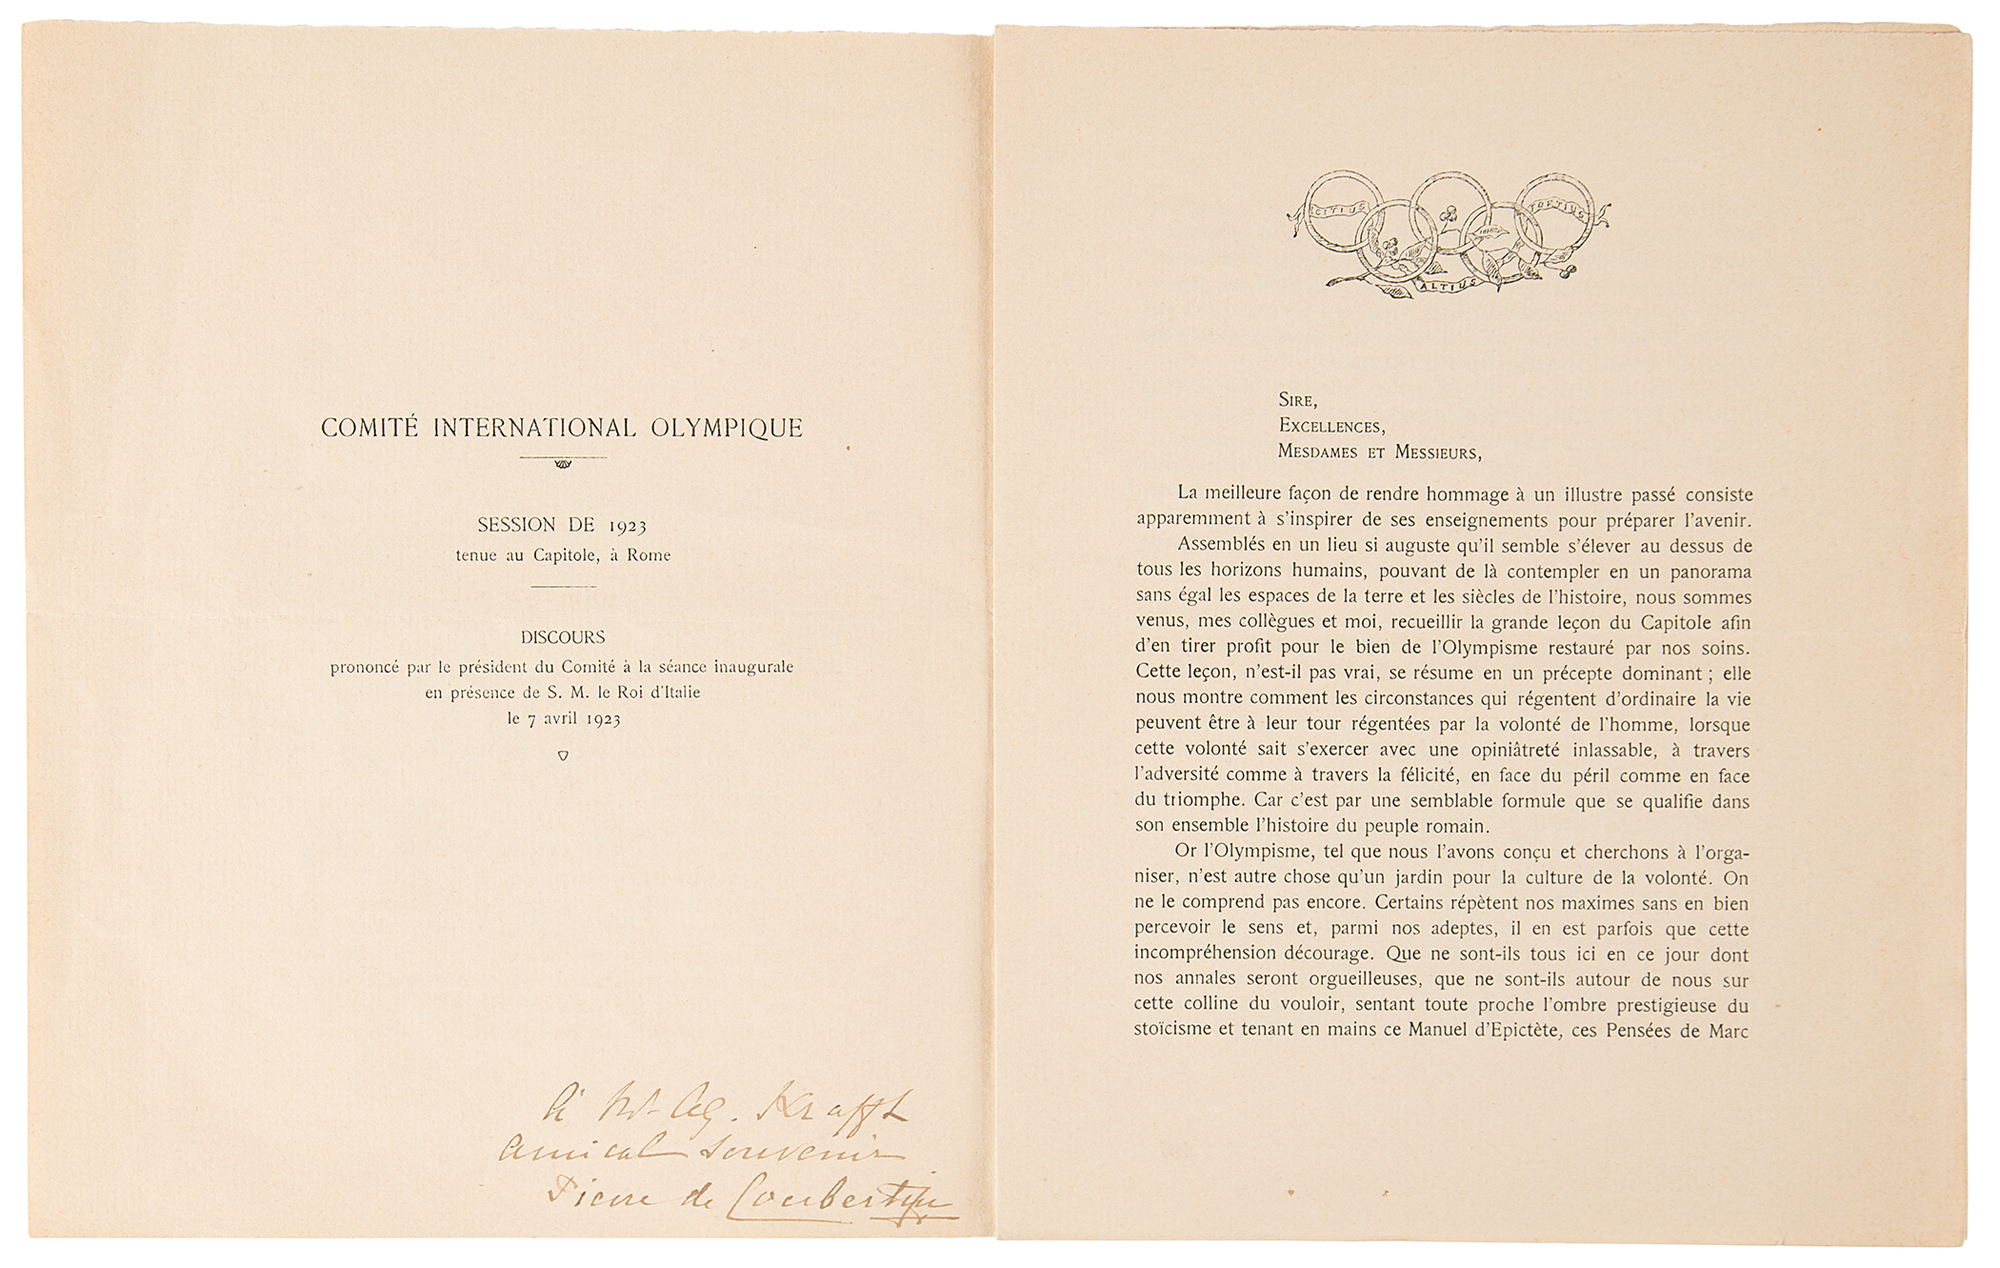 COMITÉ INTERNATIONAL OLYMPIQUE
SESSION DE 1923
tenue au Capitole, à Rome
DISCOURS
prononcé par le président du Comité à la séance inaugurale
en présence de S. M. le Roi d'Italie
le 7 avril 1923
à Krafft
amical souvenir
Pierre de Coubertin
CITIUS
FORTIUS
ALTIUS
SIRE,
EXCELLENCES,
MESDAMES ET MESSIEURS,
La meilleure façon de rendre hommage à un illustre passé consiste
apparemment à s'inspirer de ses enseignements pour préparer l'avenir.
Assemblés en un lieu si auguste qu'il semble s'élever au dessus de
tous les horizons humains, pouvant de là contempler en un panorama
sans égal les espaces de la terre et les siècles de l'histoire, nous sommes
venus, mes collègues et moi, recueillir la grande leçon du Capitole afin
d'en tirer profit pour le bien de l'Olympisme restauré par nos soins.
Cette leçon, n'est-il pas vrai, se résume en un précepte dominant ; elle
nous montre comment les circonstances qui régentent d'ordinaire la vie
peuvent être à leur tour régentées par la volonté de l'homme, lorsque
cette volonté sait s'exercer avec une opiniâtreté inlassable, à travers
l'adversité comme à travers la félicité, en face du péril comme en face
du triomphe. Car c'est par une semblable formule que se qualifie dans
son ensemble l'histoire du peuple romain.
Or l'Olympisme, tel que nous l'avons conçu et cherchons à l'orga-
niser, n'est autre chose qu'un jardin pour la culture de la volonté. On
ne le comprend pas encore. Certains répètent nos maximes sans en bien
percevoir le sens et, parmi nos adeptes, il en est parfois que cette
incompréhension décourage. Que ne sont-ils tous ici en ce jour dont
nos annales seront orgueilleuses, que ne sont-ils autour de nous sur
cette colline du vouloir, sentant toute proche l'ombre prestigieuse du
stoïcisme et tenant en mains ce Manuel d'Epictète, ces Pensées de Marc